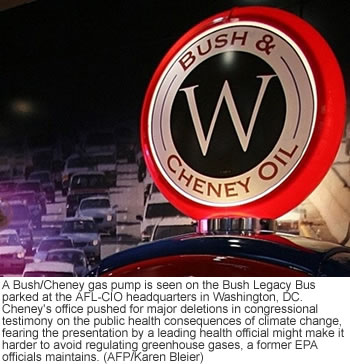 BUSH &
W
CHENEY OIL
A Bush/Cheney gas pump is seen on the Bush Legacy Bus
parked at the AFL-CIO headquarters in Washington, DC.
Cheney's office pushed for major deletions in congressional
testimony on the public health consequences of climate change,
fearing the presentation by a leading health official might make it
harder to avoid regulating greenhouse gases, a former EPA
officials maintains. (AFP/Karen Bleier)